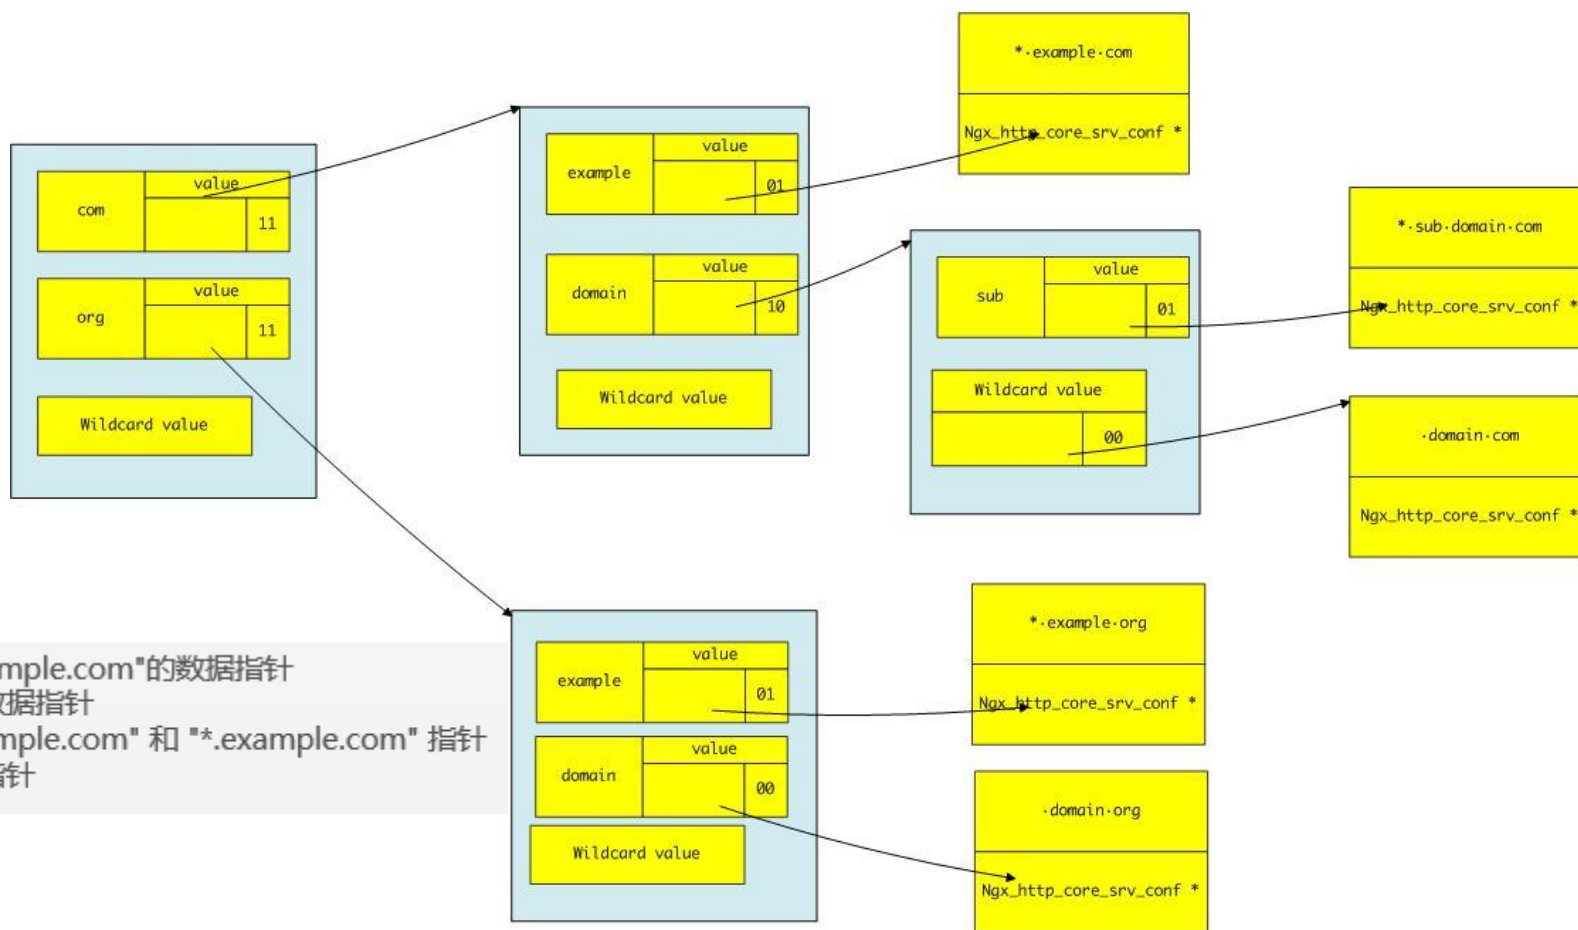 com
value
11
org
value
11
Wildcard value
example
value
01
domain
value
10
Wildcard value
*.example.com
Ngx_http_core_srv_conf *
sub
value
01
Wildcard value
00
*.sub.domain.com
Ngx_http_core_srv_conf *
.domain.com
Ngx_http_core_srv_conf *
mple.com"的数据指针
据指针
mple.com" 和 "*.example.com" 指针
指针
example
value
01
domain
value
00
Wildcard value
*.example.org
Ngx_http_core_srv_conf *
.domain.org
Ngx_http_core_srv_conf *